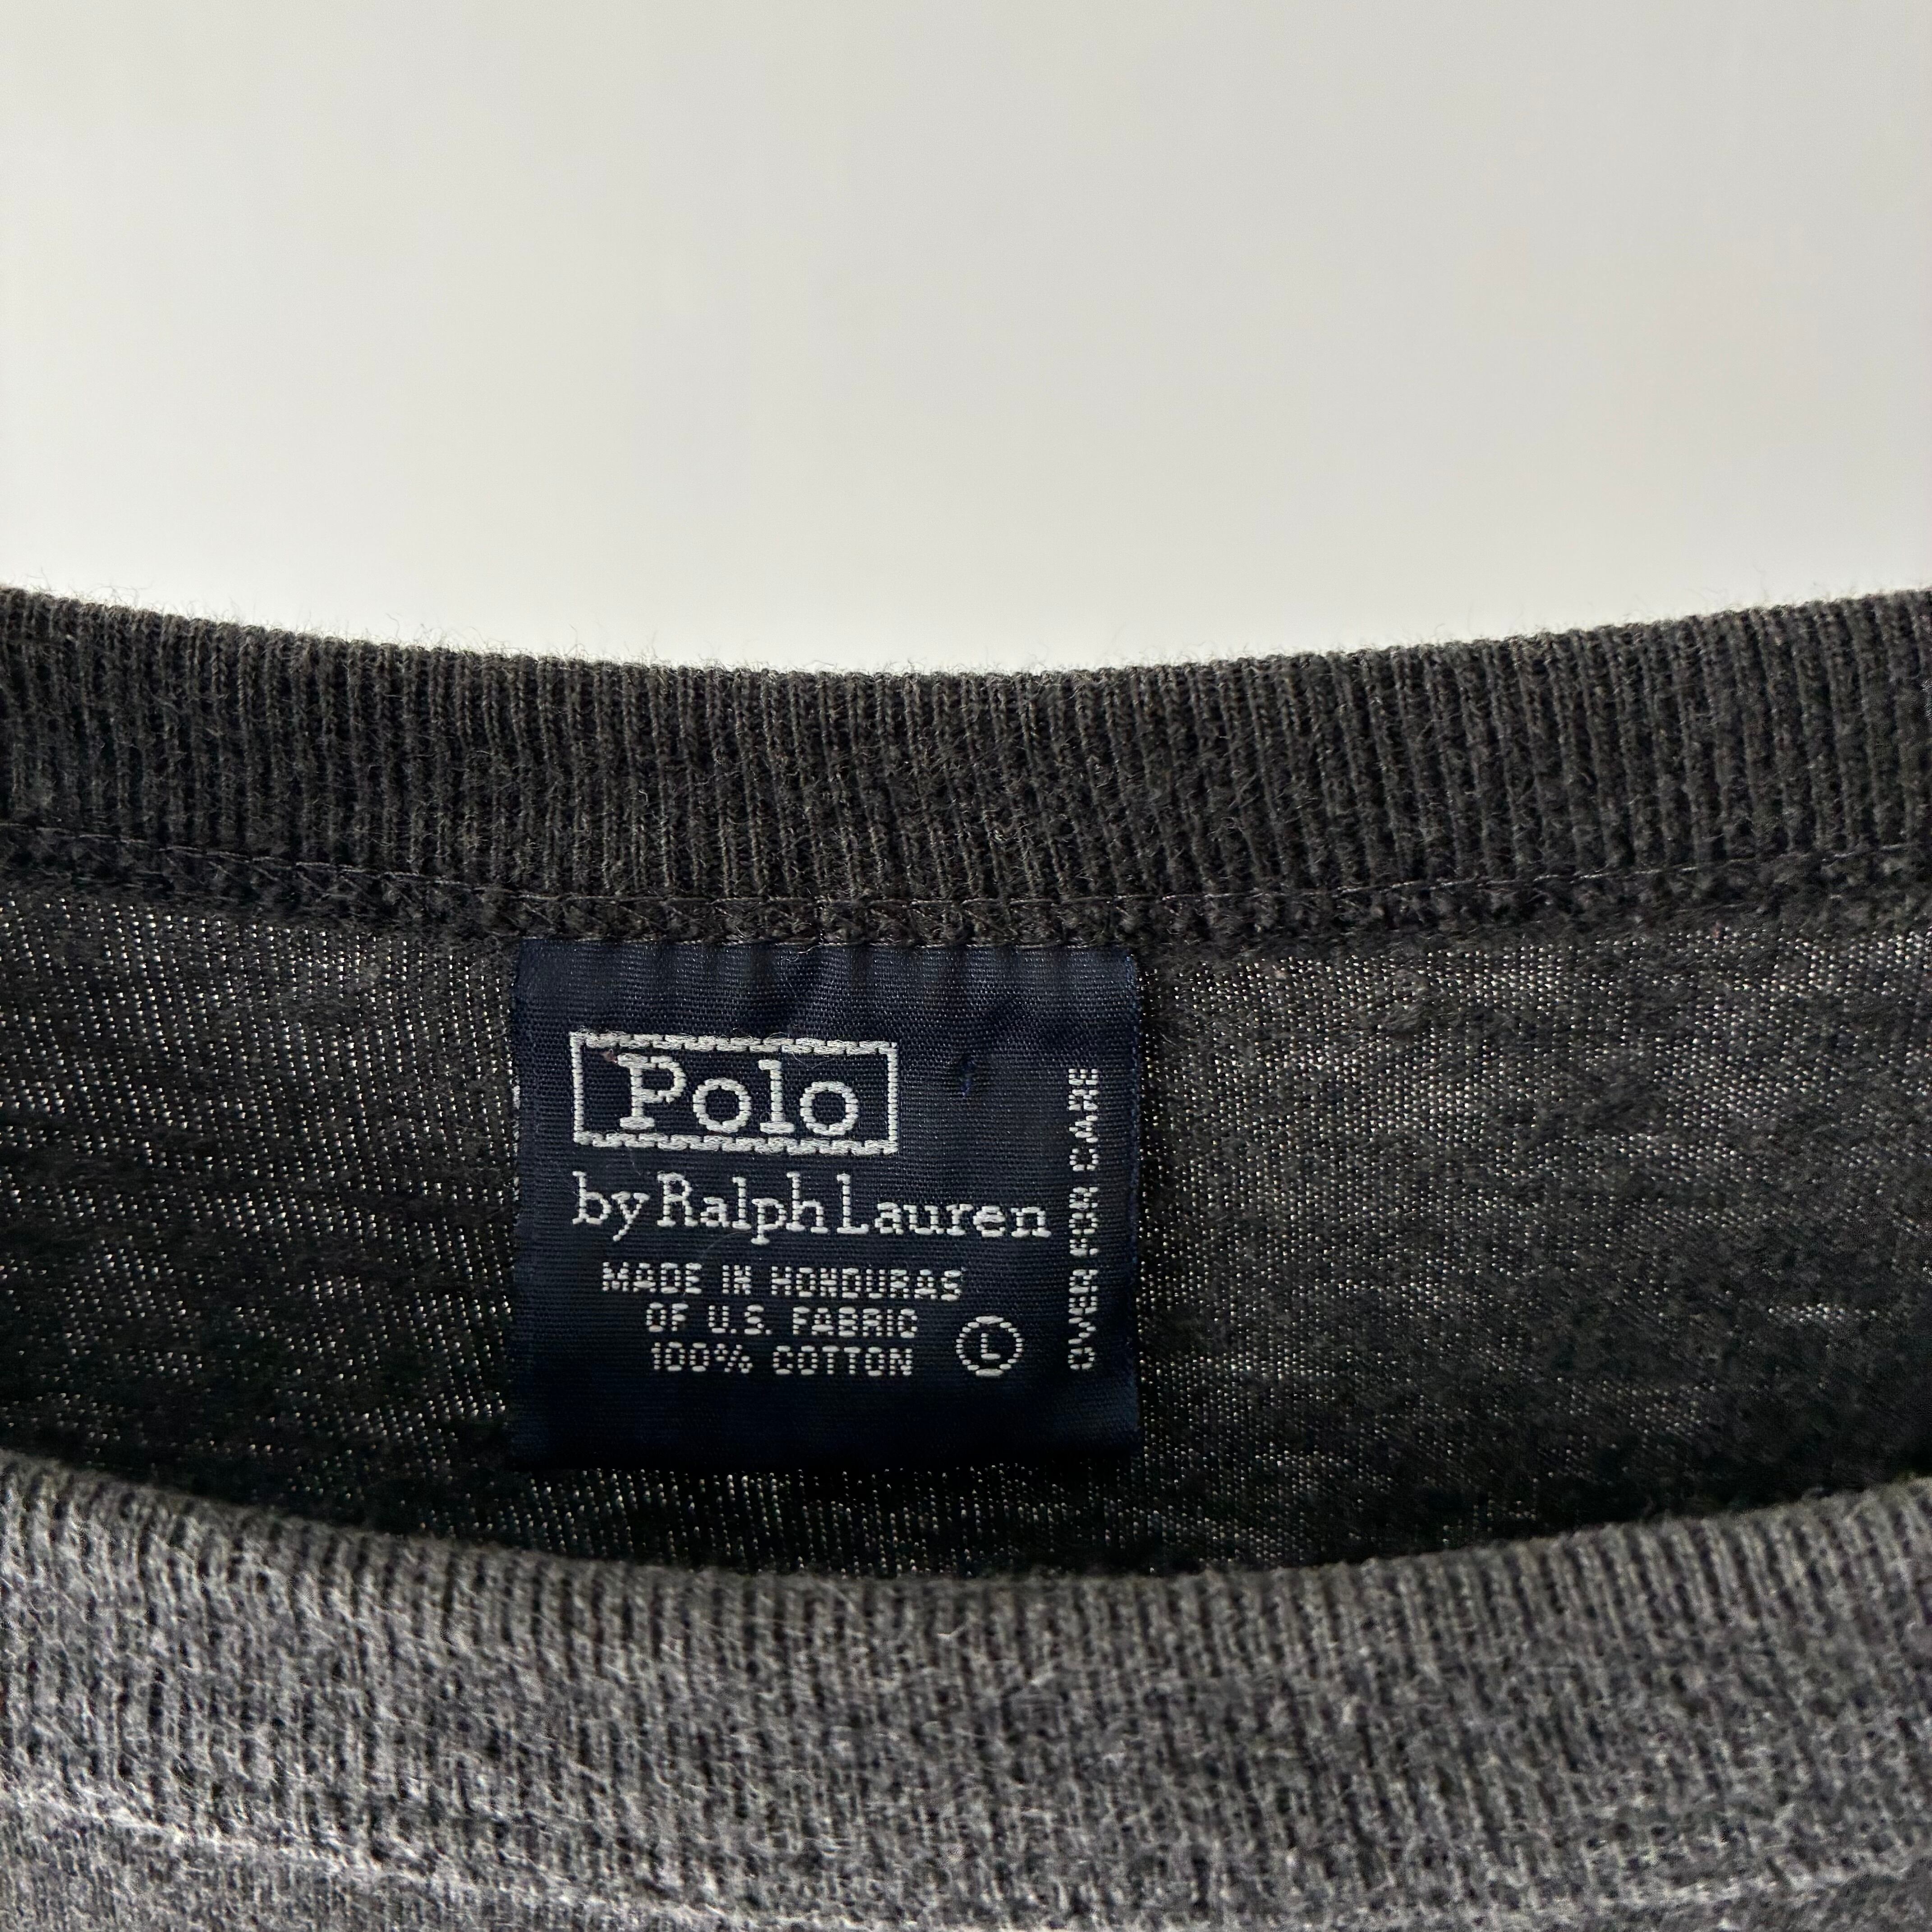 Polo
by Ralph Lauren
MADE IN HONDURAS
OF U.S. FABRIC
100% COTTON
L
OVER FOR CARE